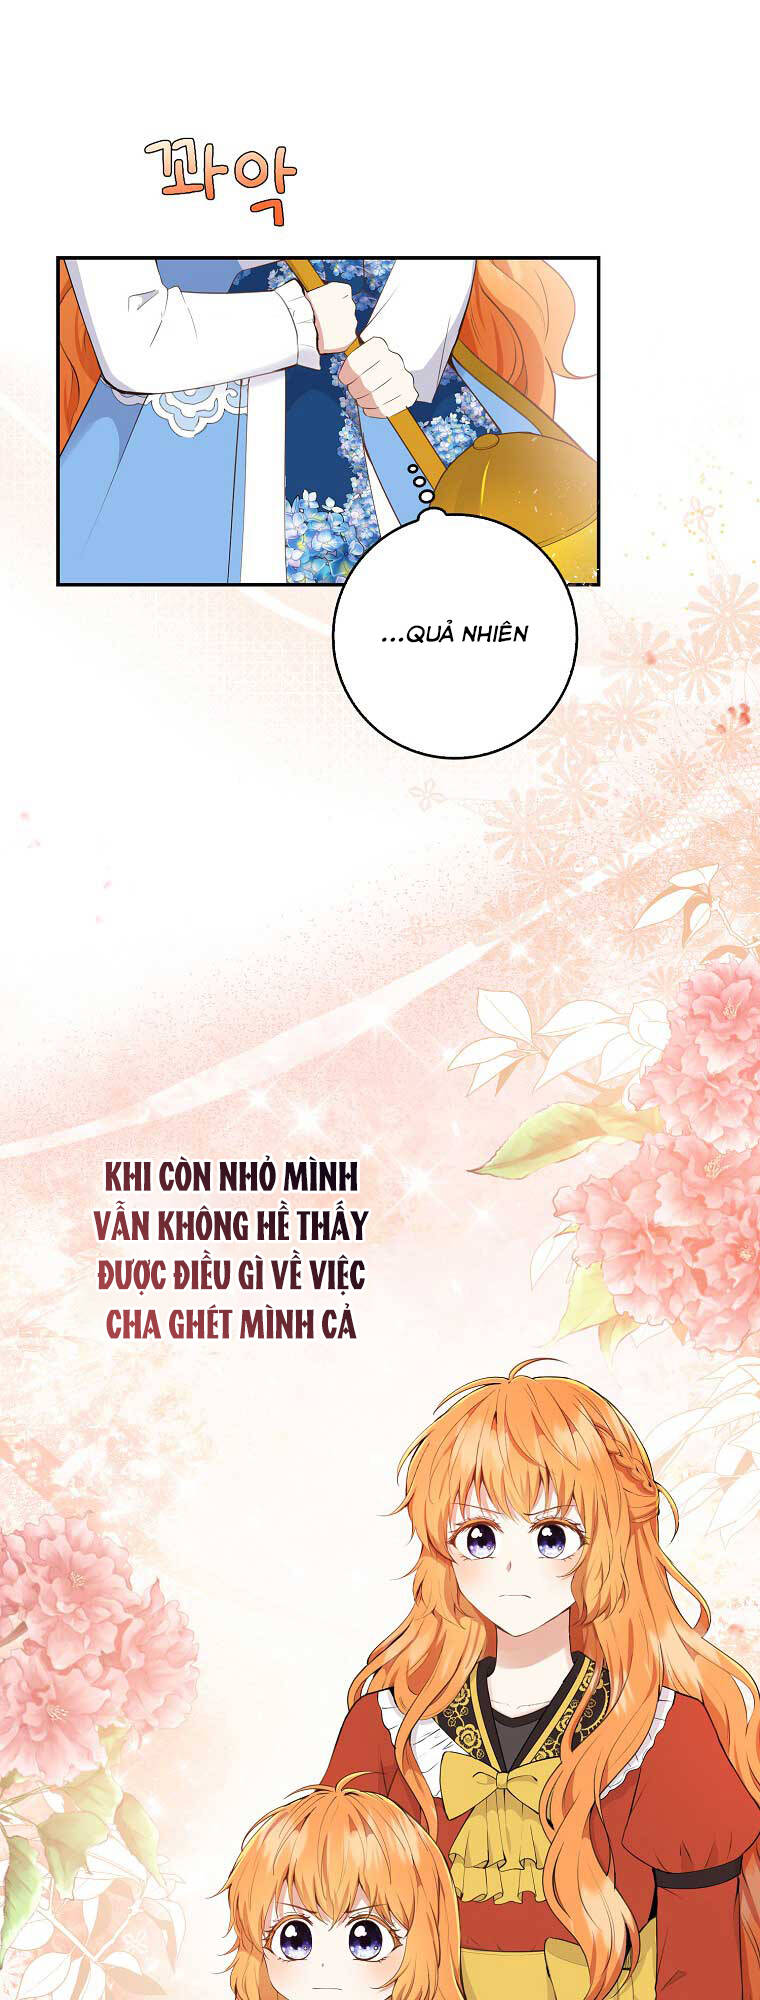 꽈악
...QUẢ NHIÊN
KHI CÒN NHỎ MÌNH
VẪN KHÔNG HỀ THẤY
ĐƯỢC ĐIỀU GÌ VỀ VIỆC
CHA GHÉT MÌNH CẢ